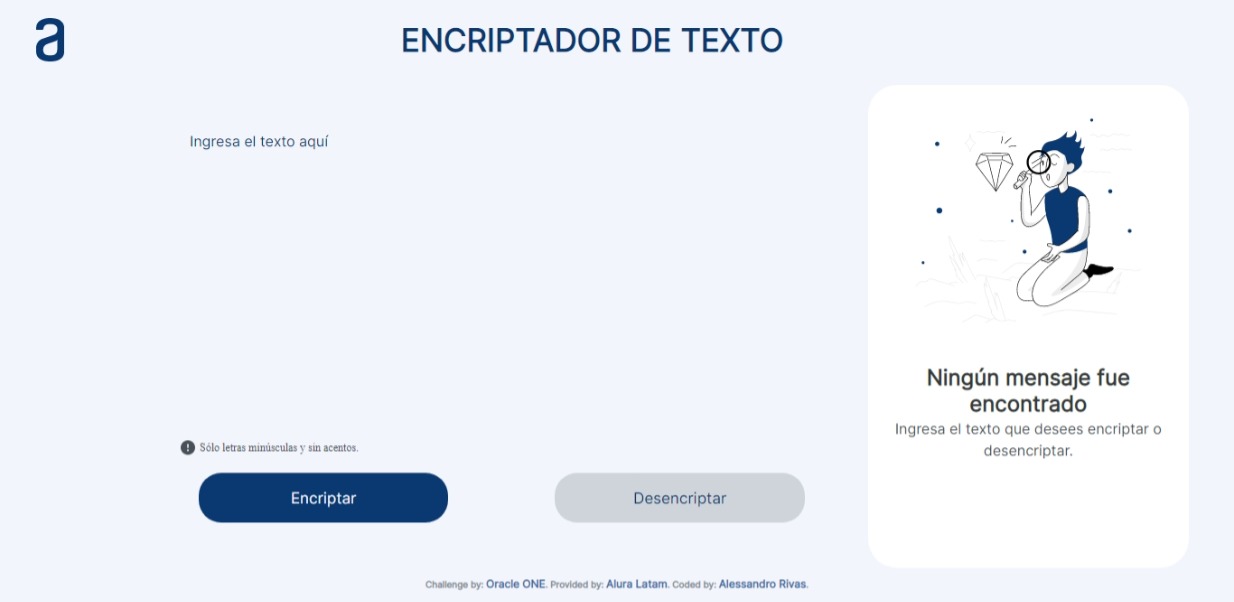 a
ENCRIPTADOR DE TEXTO
Ingresa el texto aquí
Sólo letras minúsculas y sin acentos.
Encriptar
Desencriptar
Ningún mensaje fue
encontrado
Ingresa el texto que desees encriptar o
desencriptar.
Challenge by: Oracle ONE. Provided by: Alura Latam. Coded by: Alessandro Rivas.